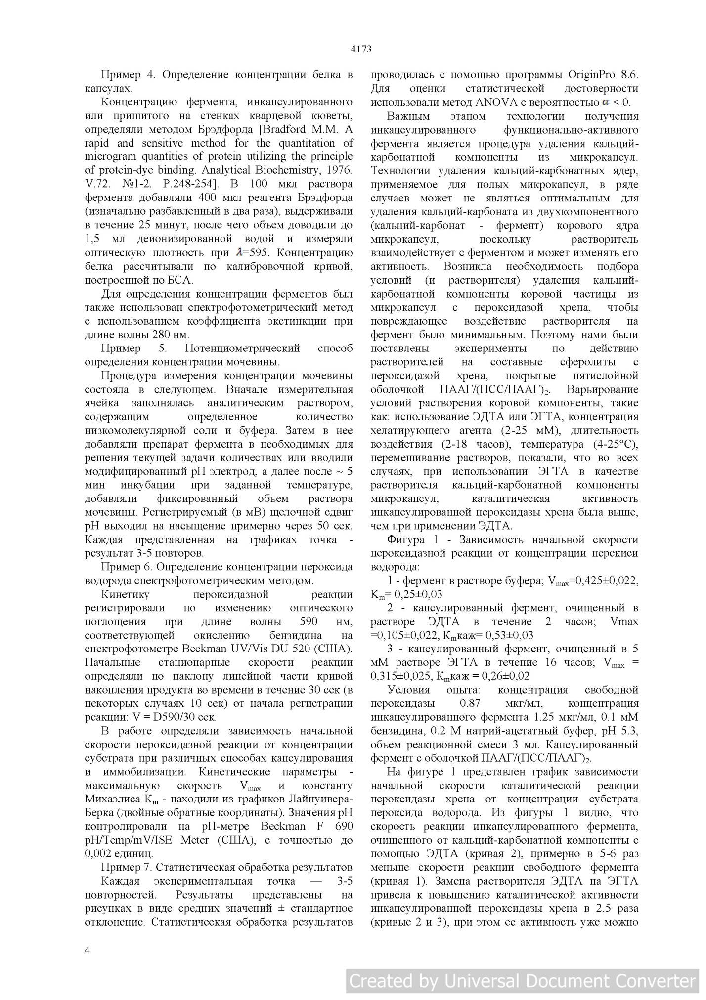 4173
Пример 4. Определение концентрации белка в
капсулах.
Концентрацию фермента, инкапсулированного
или пришитого на стенках кварцевой кюветы,
определяли методом Брэдфорда [Bradford M.M. A
rapid and sensitive method for the quantitation of
microgram quantities of protein utilizing the principle
of protein-dye binding. Analytical Biochemistry, 1976.
V.72. №1-2. P.248-254]. В 100 мкл раствора
фермента добавляли 400 мкл реагента Брэдфорда
(изначально разбавленный в два раза), выдерживали
в течение 25 минут, после чего объем доводили до
1,5 мл деионизированной водой и измеряли
оптическую плотность при λ=595. Концентрацию
белка рассчитывали по калибровочной кривой,
построенной по БСА.
Для определения концентрации ферментов был
также использован спектрофотометрический метод
с использованием коэффициента экстинкции при
длине волны 280 нм.
Пример 5. Потенциометрический способ
определения концентрации мочевины.
Процедура измерения концентрации мочевины
состояла в следующем. Вначале измерительная
ячейка заполнялась аналитическим раствором,
содержащим определенное количество
низкомолекулярной соли и буфера. Затем в нее
добавляли препарат фермента в необходимых для
решения текущей задачи количествах или вводили
модифицированный pH электрод, а далее после ~ 5
мин инкубации при заданной температуре,
добавляли фиксированный объем раствора
мочевины. Регистрируемый (в мВ) щелочной сдвиг
pH выходил на насыщение примерно через 50 сек.
Каждая представленная на графиках точка -
результат 3-5 повторов.
Пример 6. Определение концентрации пероксида
водорода спектрофотометрическим методом.
Кинетику пероксидазной реакции
регистрировали по изменению оптического
поглощения при длине волны 590 нм,
соответствующей окислению бензидина на
спектрофотометре Beckman UV/Vis DU 520 (США).
Начальные стационарные скорости реакции
определяли по наклону линейной части кривой
накопления продукта во времени в течение 30 сек (в
некоторых случаях 10 сек) от начала регистрации
реакции: V = D590/30 сек.
В работе определяли зависимость начальной
скорости пероксидазной реакции от концентрации
субстрата при различных способах капсулирования
и иммобилизации. Кинетические параметры -
максимальную скорость Vmax и константу
Михаэлиса Km - находили из графиков Лайнуивера-
Берка (двойные обратные координаты). Значения pH
контролировали на pH-метре Beckman F 690
pH/Temp/mV/ISE Meter (США), с точностью до
0,002 единиц.
Пример 7. Статистическая обработка результатов
Каждая экспериментальная точка — 3-5
повторностей. Результаты представлены на
рисунках в виде средних значений ± стандартное
отклонение. Статистическая обработка результатов
проводилась с помощью программы OriginPro 8.6.
Для оценки статистической достоверности
использовали метод ANOVA с вероятностью α < 0.
Важным этапом технологии получения
инкапсулированного функционально-активного
фермента является процедура удаления кальций-
карбонатной компоненты из микрокапсул.
Технологии удаления кальций-карбонатных ядер,
применяемое для полых микрокапсул, в ряде
случаев может не являться оптимальным для
удаления кальций-карбоната из двухкомпонентного
(кальций-карбонат - фермент) корового ядра
микрокапсул, поскольку растворитель
взаимодействует с ферментом и может изменять его
активность. Возникла необходимость подбора
условий (и растворителя) удаления кальций-
карбонатной компоненты коровой частицы из
микрокапсул с пероксидазой хрена, чтобы
повреждающее воздействие растворителя на
фермент было минимальным. Поэтому нами были
поставлены эксперименты по действию
растворителей на составные сферолиты с
пероксидазой хрена, покрытые пятислойной
оболочкой ПААГ/(ПСС/ПААГ)2. Варьирование
условий растворения коровой компоненты, такие
как: использование ЭДТА или ЭГТА, концентрация
хелатирующего агента (2-25 мМ), длительность
воздействия (2-18 часов), температура (4-25°С),
перемешивание растворов, показали, что во всех
случаях, при использовании ЭГТА в качестве
растворителя кальций-карбонатной компоненты
микрокапсул, каталитическая активность
инкапсулированной пероксидазы хрена была выше,
чем при применении ЭДТА.
Фигура 1 - Зависимость начальной скорости
пероксидазной реакции от концентрации перекиси
водорода:
1 - фермент в растворе буфера; Vmax=0,425±0,022,
Km= 0,25±0,03
2 - капсулированный фермент, очищенный в
растворе ЭДТА в течение 2 часов; Vmax
=0,105±0,022, Kmкаж= 0,53±0,03
3 - капсулированный фермент, очищенный в 5
мМ растворе ЭГТА в течение 16 часов; Vmax =
0,315±0,025, Kmкаж = 0,26±0,02
Условия опыта: концентрация свободной
пероксидазы 0.87 мкг/мл, концентрация
инкапсулированного фермента 1.25 мкг/мл, 0.1 мМ
бензидина, 0.2 М натрий-ацетатный буфер, pH 5.3,
объем реакционной смеси 3 мл. Капсулированный
фермент с оболочкой ПААГ/(ПСС/ПААГ)2.
На фигуре 1 представлен график зависимости
начальной скорости каталитической реакции
пероксидазы хрена от концентрации субстрата
пероксида водорода. Из фигуры 1 видно, что
скорость реакции инкапсулированного фермента,
очищенного от кальций-карбонатной компоненты с
помощью ЭДТА (кривая 2), примерно в 5-6 раз
меньше скорости реакции свободного фермента
(кривая 1). Замена растворителя ЭДТА на ЭГТА
привела к повышению каталитической активности
инкапсулированной пероксидазы хрена в 2.5 раза
(кривые 2 и 3), при этом ее активность уже можно
4
Created by Universal Document Converter